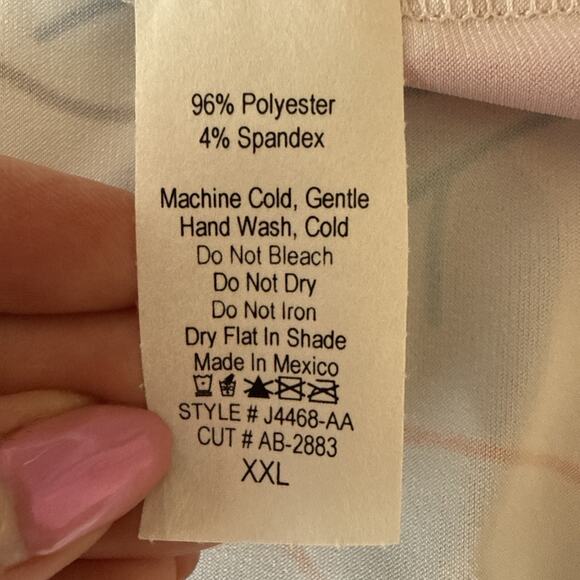 96% Polyester
4% Spandex
Machine Cold, Gentle
Hand Wash, Cold
Do Not Bleach
Do Not Dry
Do Not Iron
Dry Flat In Shade
Made In Mexico
STYLE # J4468-AA
CUT # AB-2883
XXL